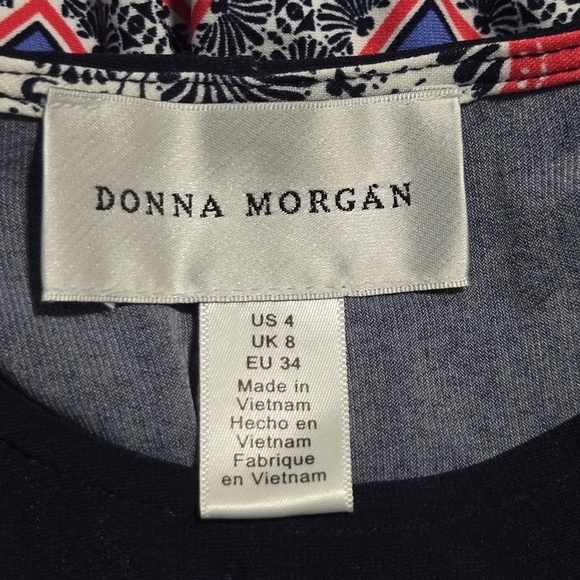 DONNA MORGAN
US 4
UK 8
EU 34
Made in
Vietnam
Hecho en
Vietnam
Fabrique
en Vietnam